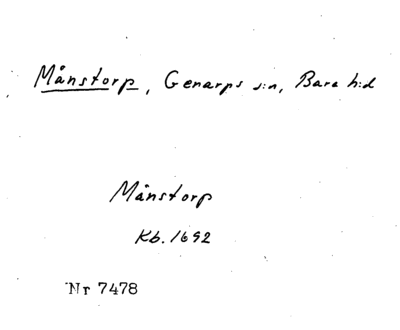 Månstorp, Genarps s:n, Bara h:d
Månstorp
Kb. 1692
Nr 7478